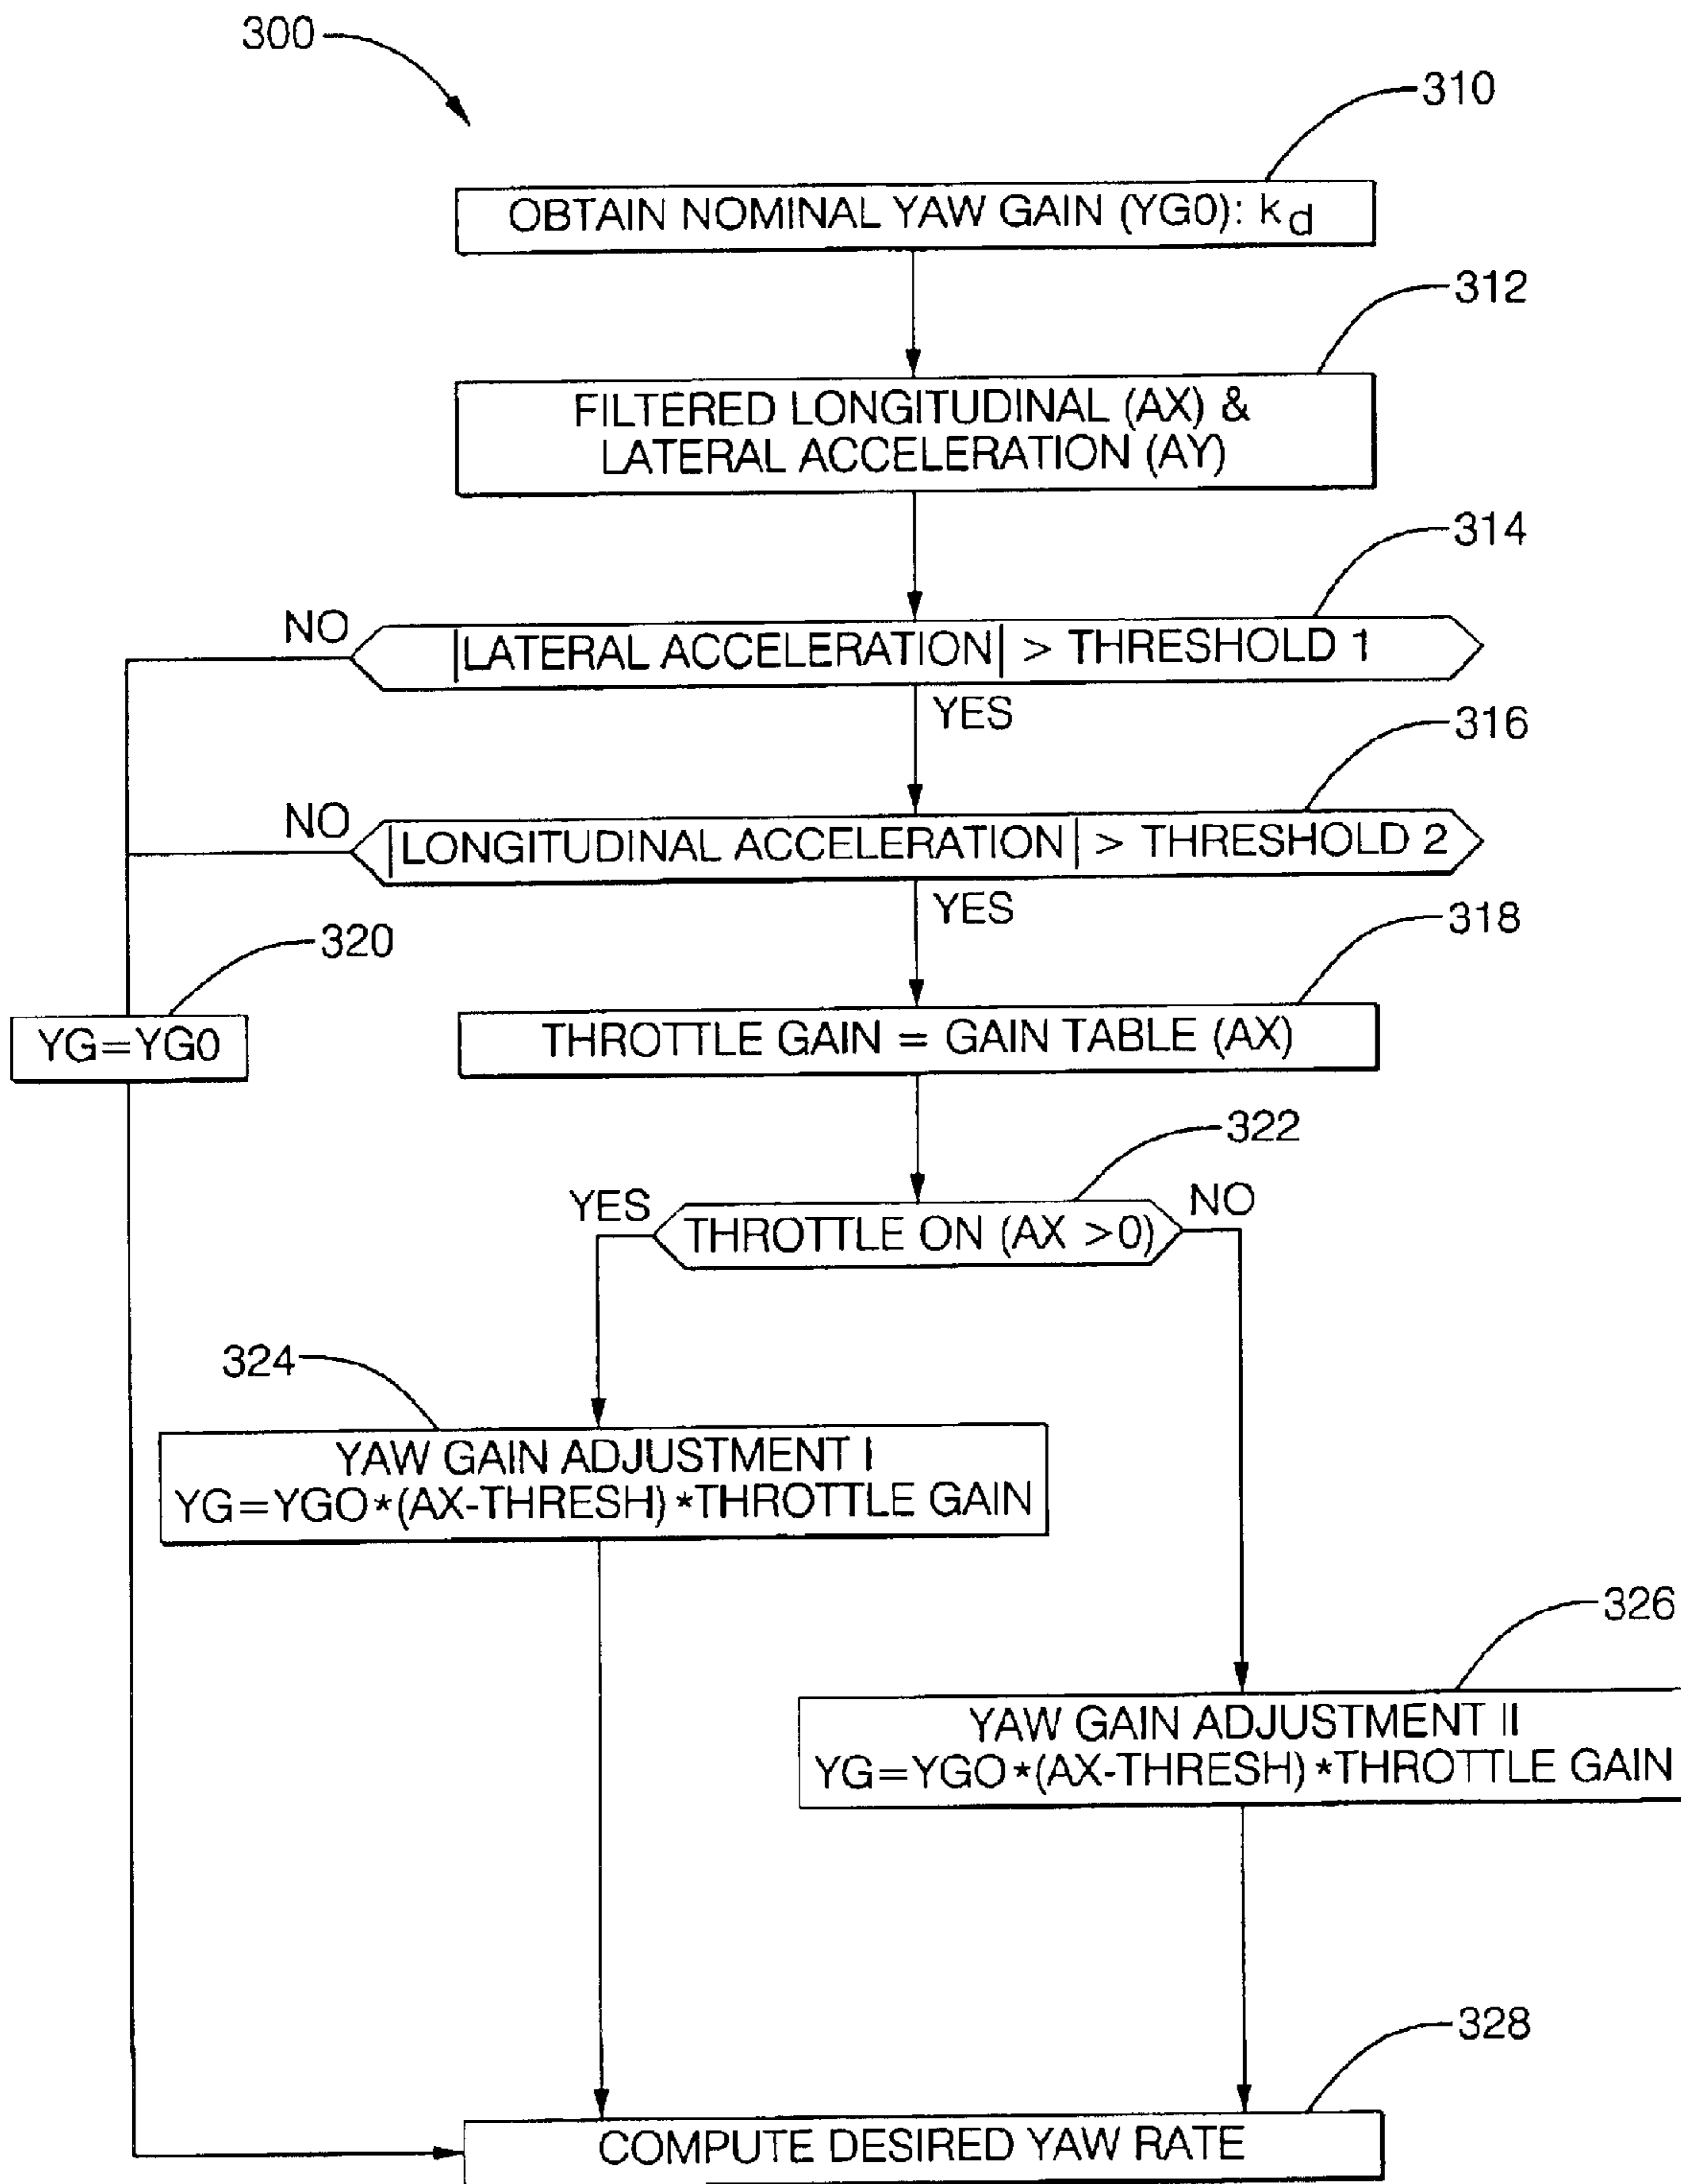 300
310
OBTAIN NOMINAL YAW GAIN (YG0): kd
312
FILTERED LONGITUDINAL (AX) &
LATERAL ACCELERATION (AY)
314
NO
|LATERAL ACCELERATION| > THRESHOLD 1
YES
316
NO
|LONGITUDINAL ACCELERATION| > THRESHOLD 2
YES
318
320
YG=YG0
THROTTLE GAIN = GAIN TABLE (AX)
322
YES
THROTTLE ON (AX >0)
NO
324
YAW GAIN ADJUSTMENT I
YG=YGO*(AX-THRESH)*THROTTLE GAIN
326
YAW GAIN ADJUSTMENT II
YG=YGO*(AX-THRESH)*THROTTLE GAIN
328
COMPUTE DESIRED YAW RATE